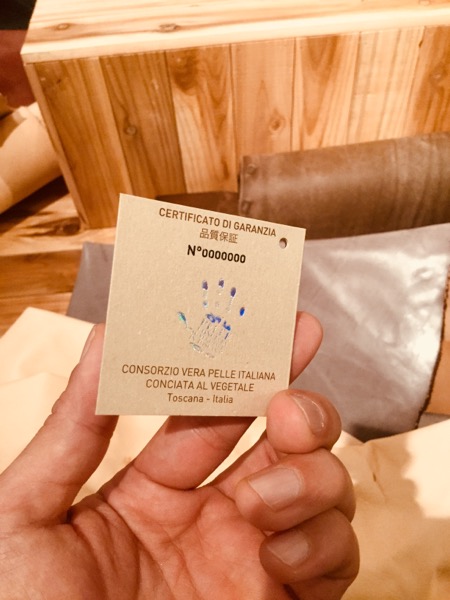 CERTIFICATO DI GARANZIA
品質保証
N°0000000
CONSORZIO VERA PELLE ITALIANA
CONCIATA AL VEGETALE
Toscana - Italia